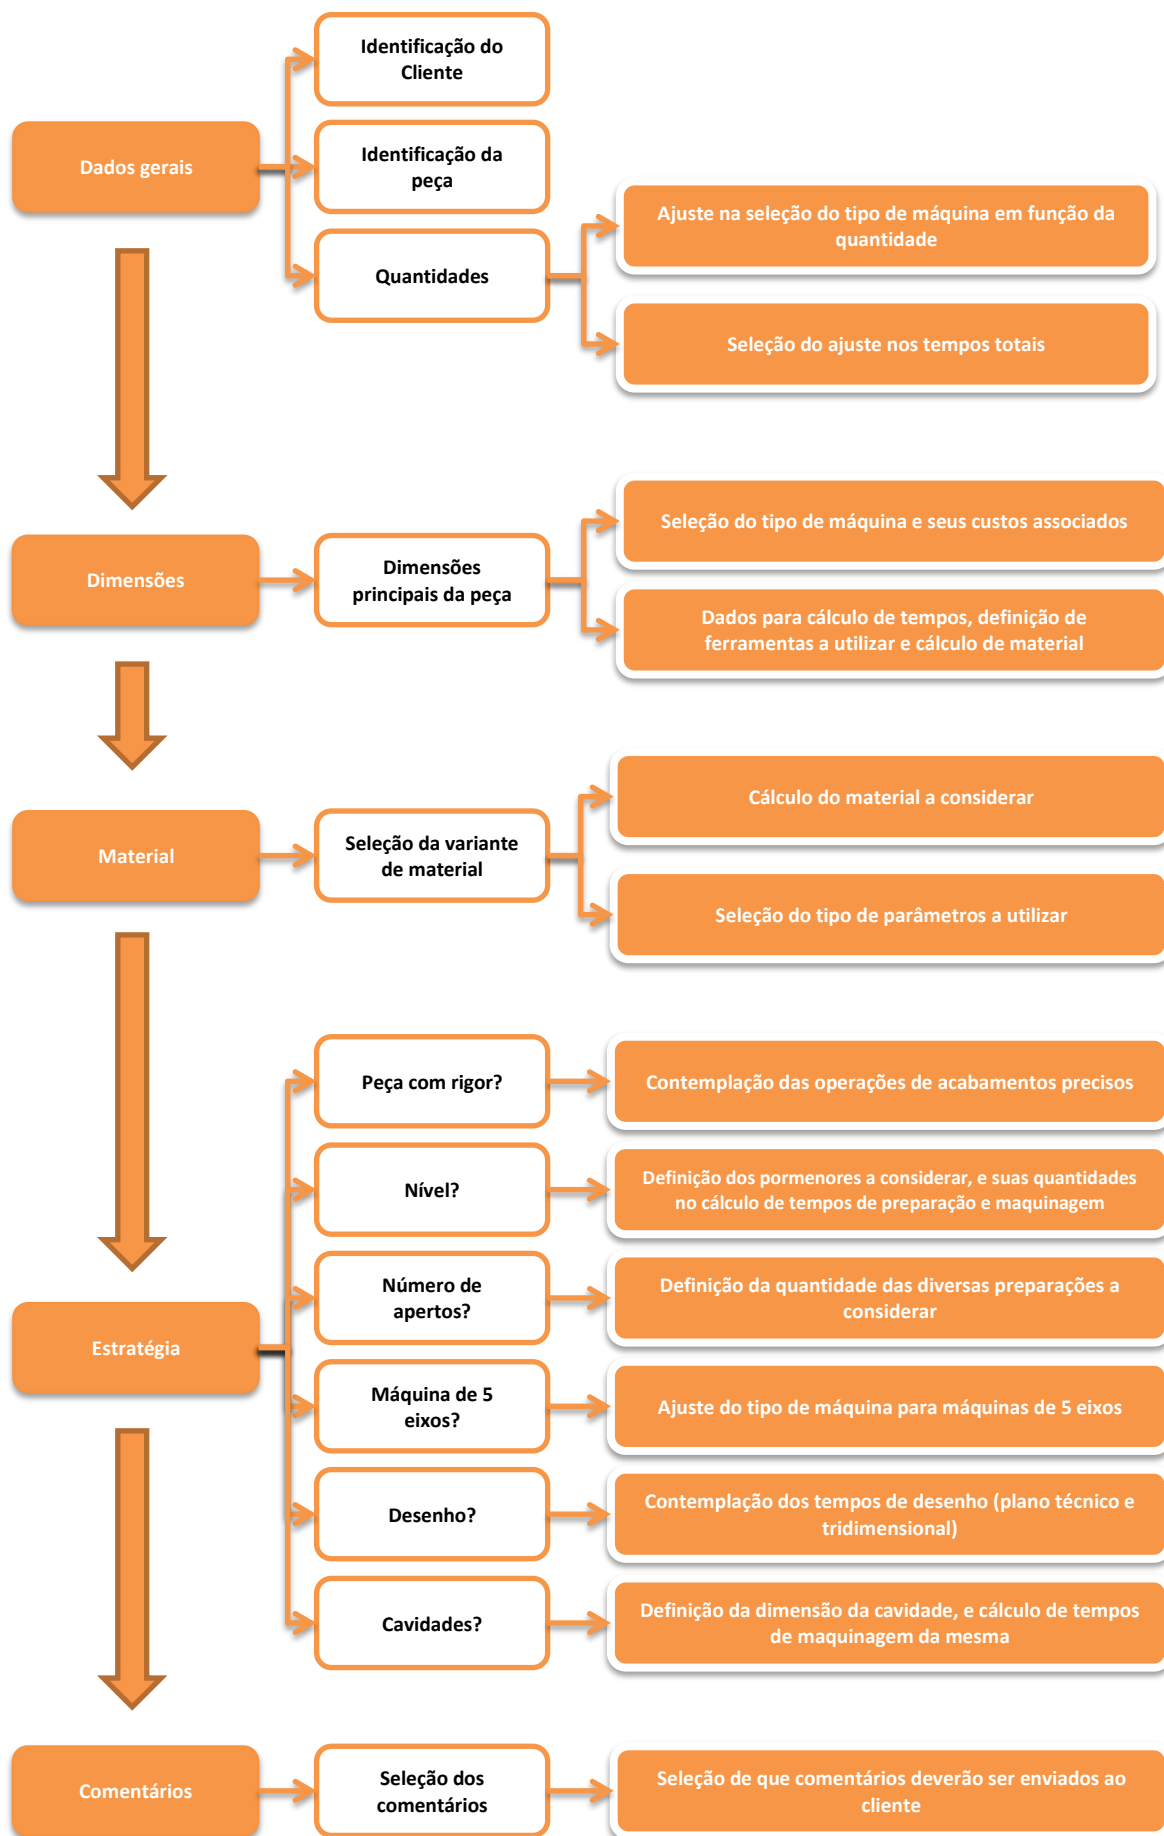 Dados gerais
Identificação do
Cliente
Identificação da
peça
Quantidades
Ajuste na seleção do tipo de máquina em função da
quantidade
Seleção do ajuste nos tempos totais
Dimensões
Dimensões
principais da peça
Seleção do tipo de máquina e seus custos associados
Dados para cálculo de tempos, definição de
ferramentas a utilizar e cálculo de material
Material
Seleção da variante
de material
Cálculo do material a considerar
Seleção do tipo de parâmetros a utilizar
Estratégia
Peça com rigor?
Contemplação das operações de acabamentos precisos
Nível?
Definição dos pormenores a considerar, e suas quantidades
no cálculo de tempos de preparação e maquinagem
Número de
apertos?
Definição da quantidade das diversas preparações a
considerar
Máquina de 5
eixos?
Ajuste do tipo de máquina para máquinas de 5 eixos
Desenho?
Contemplação dos tempos de desenho (plano técnico e
tridimensional)
Cavidades?
Definição da dimensão da cavidade, e cálculo de tempos
de maquinagem da mesma
Comentários
Seleção dos
comentários
Seleção de que comentários deverão ser enviados ao
cliente